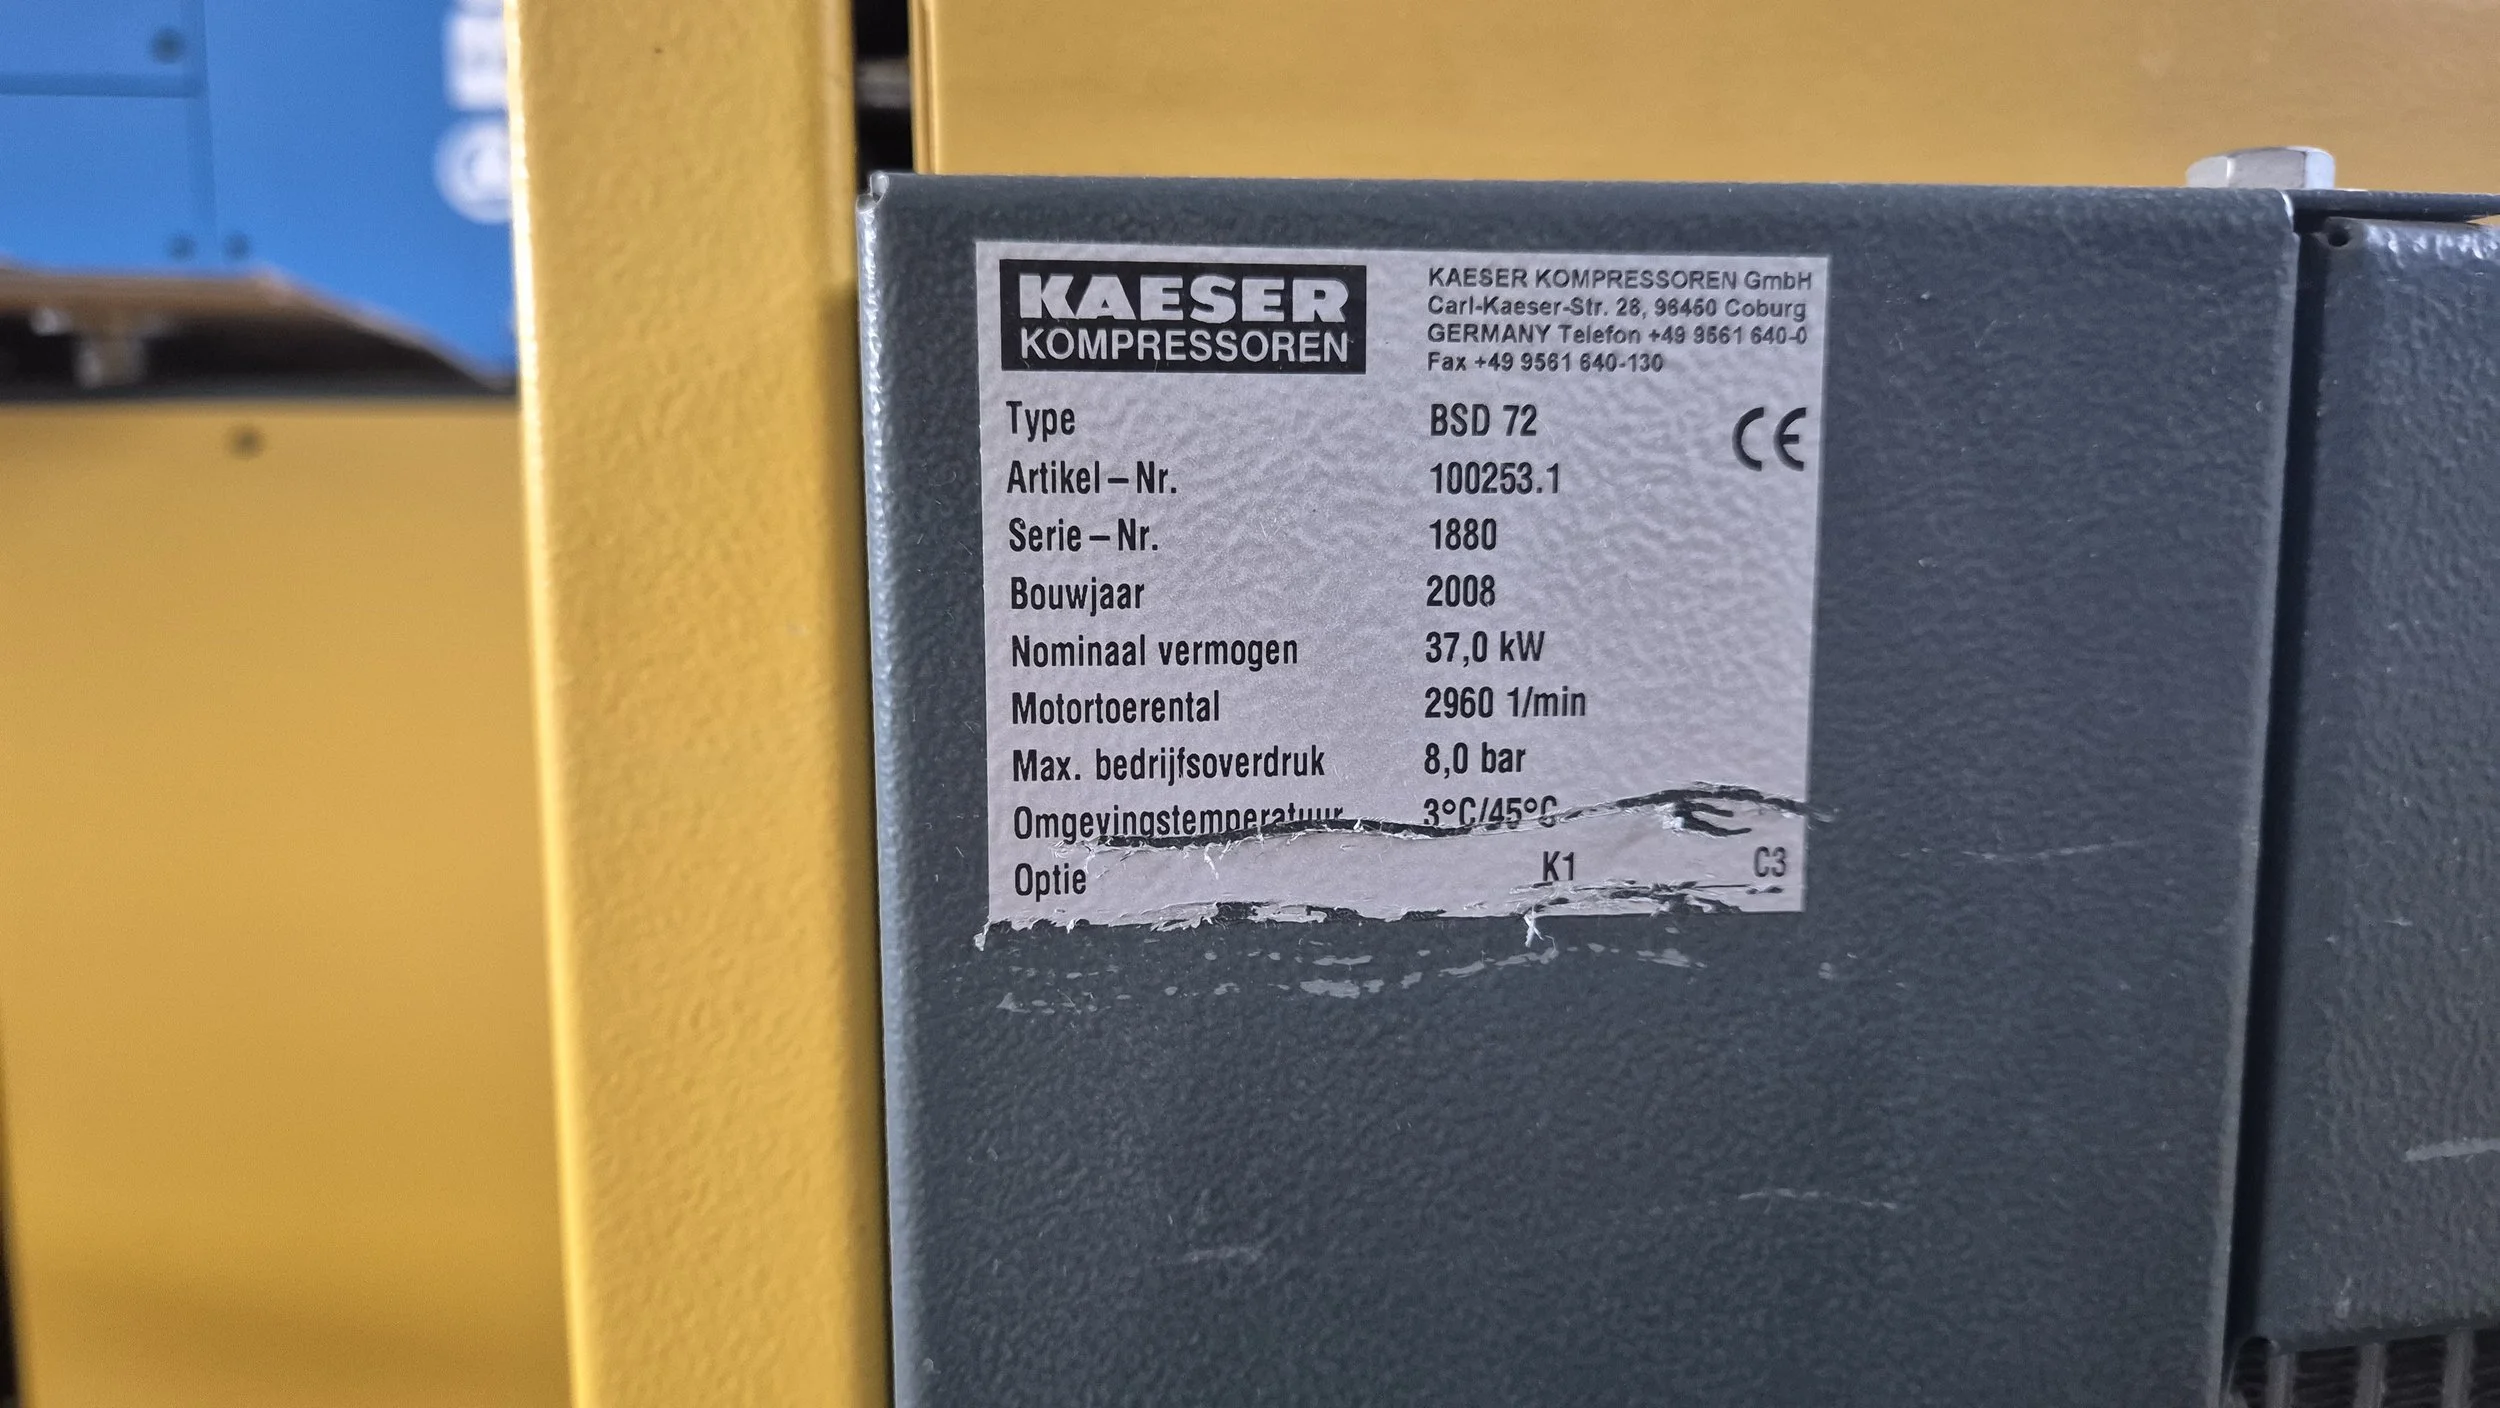 KAESER
KOMPRESSOREN
KAESER KOMPRESSOREN GmbH
Carl-Kaeser-Str. 26, 96450 Coburg
GERMANY Telefon +49 9561 640-0
Fax +49 9561 640-130
Type BSD 72
CE
Artikel–Nr. 100253.1
Serie–Nr. 1880
Bouwjaar 2008
Nominaal vermogen 37,0 kW
Motortoerental 2960 1/min
Max. bedrijfsoverdruk 8,0 bar
Omgevingstemperatuur 3°C/45°C
Optie K1 C3